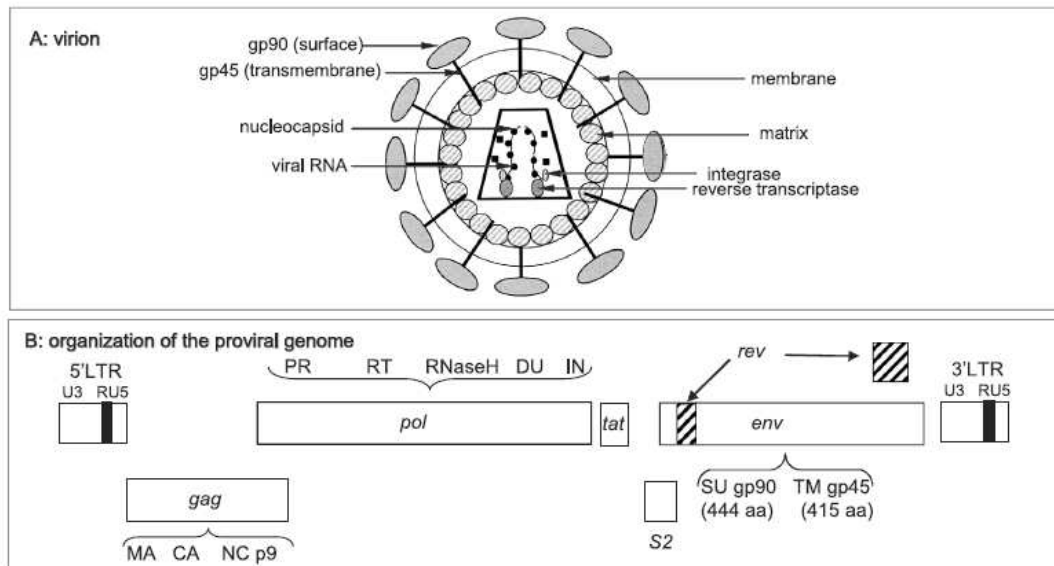 A: virion
gp90 (surface)
gp45 (transmembrane)
membrane
nucleocapsid
matrix
viral RNA
integrase
reverse transcriptase
B: organization of the proviral genome
rev
5'LTR
PR RT RNaseH DU IN
3'LTR
U3 RU5
U3 RU5
pol
tat
env
gag
SU gp90 TM gp45
(444 aa) (415 aa)
S2
MA CA NC p9